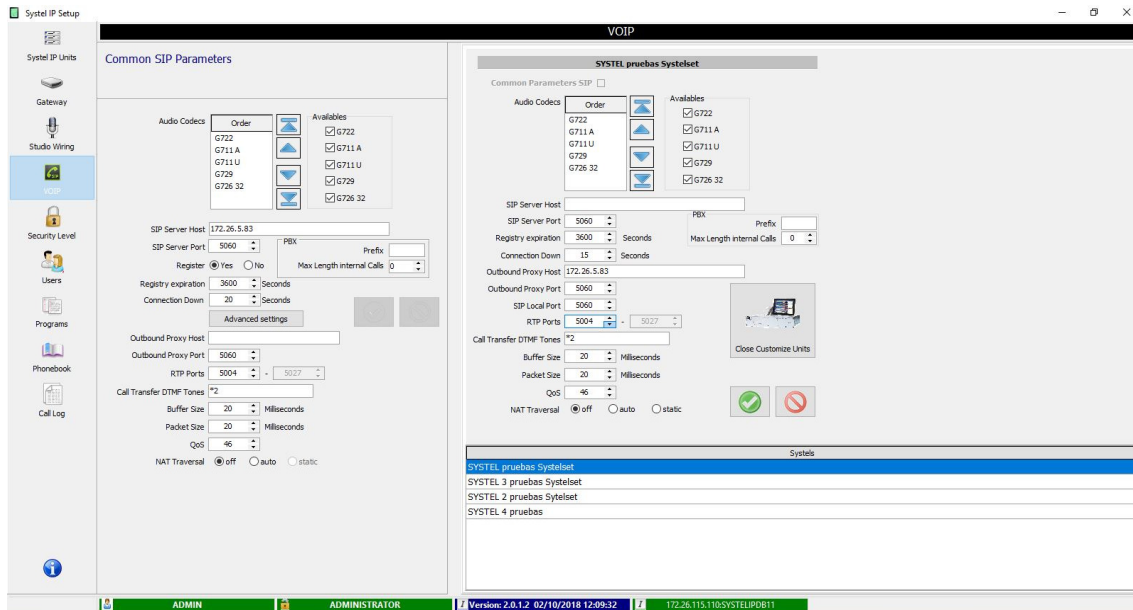 Systel IP Setup
VOIP
Systel IP Units
Gateway
Studio Wiring
VOIP
Security Level
Users
Programs
Phonebook
Call Log
Common SIP Parameters
Audio Codecs
Order
G722
G711 A
G711 U
G729
G726 32
Availables
G722
G711 A
G711 U
G729
G726 32
SIP Server Host 172.26.5.83
SIP Server Port 5060
PBX
Prefix
Register Yes No
Max Length internal Calls 0
Registry expiration 3600 Seconds
Connection Down 20 Seconds
Advanced settings
Outbound Proxy Host
Outbound Proxy Port 5060
RTP Ports 5004 - 5027
Call Transfer DTMF Tones *2
Buffer Size 20 Milliseconds
Packet Size 20 Milliseconds
QoS 46
NAT Traversal off auto static
SYSTEL pruebas Systelset
Common Parameters SIP
Audio Codecs
Order
G722
G711 A
G711 U
G729
G726 32
Availables
G722
G711 A
G711 U
G729
G726 32
SIP Server Host
SIP Server Port 5060
PBX
Prefix
Registry expiration 3600 Seconds
Max Length internal Calls 0
Connection Down 15 Seconds
Outbound Proxy Host 172.26.5.83
Outbound Proxy Port 5060
SIP Local Port 5060
RTP Ports 5004 - 5027
Call Transfer DTMF Tones *2
Buffer Size 20 Milliseconds
Packet Size 20 Milliseconds
QoS 46
NAT Traversal off auto static
Close Customize Units
Systels
SYSTEL pruebas Systelset
SYSTEL 3 pruebas Systelset
SYSTEL 2 pruebas Sytelset
SYSTEL 4 pruebas
ADMIN
ADMINISTRATOR
Version: 2.0.1.2 02/10/2018 12:09:32
172.26.115.110:SYSTELIPDB11